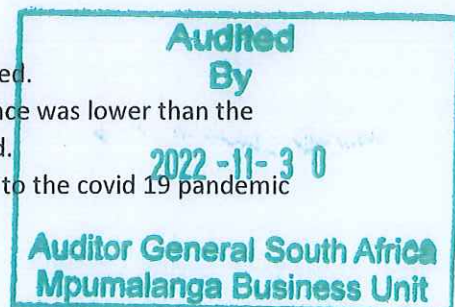 Audited
By
ed.
nce was lower than the
d.
2022 -11- 3 0
to the covid 19 pandemic
Auditor General South Africa
Mpumalanga Business Unit